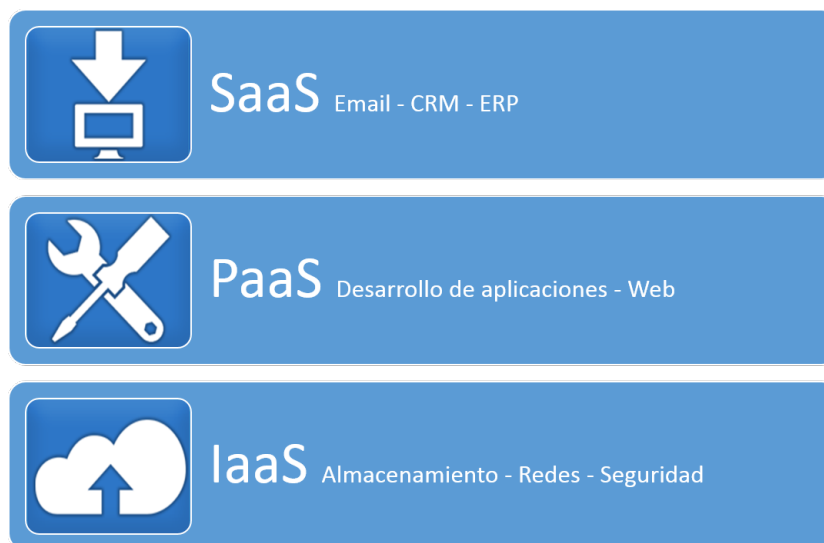 SaaS Email - CRM - ERP
PaaS Desarrollo de aplicaciones - Web
IaaS Almacenamiento - Redes - Seguridad